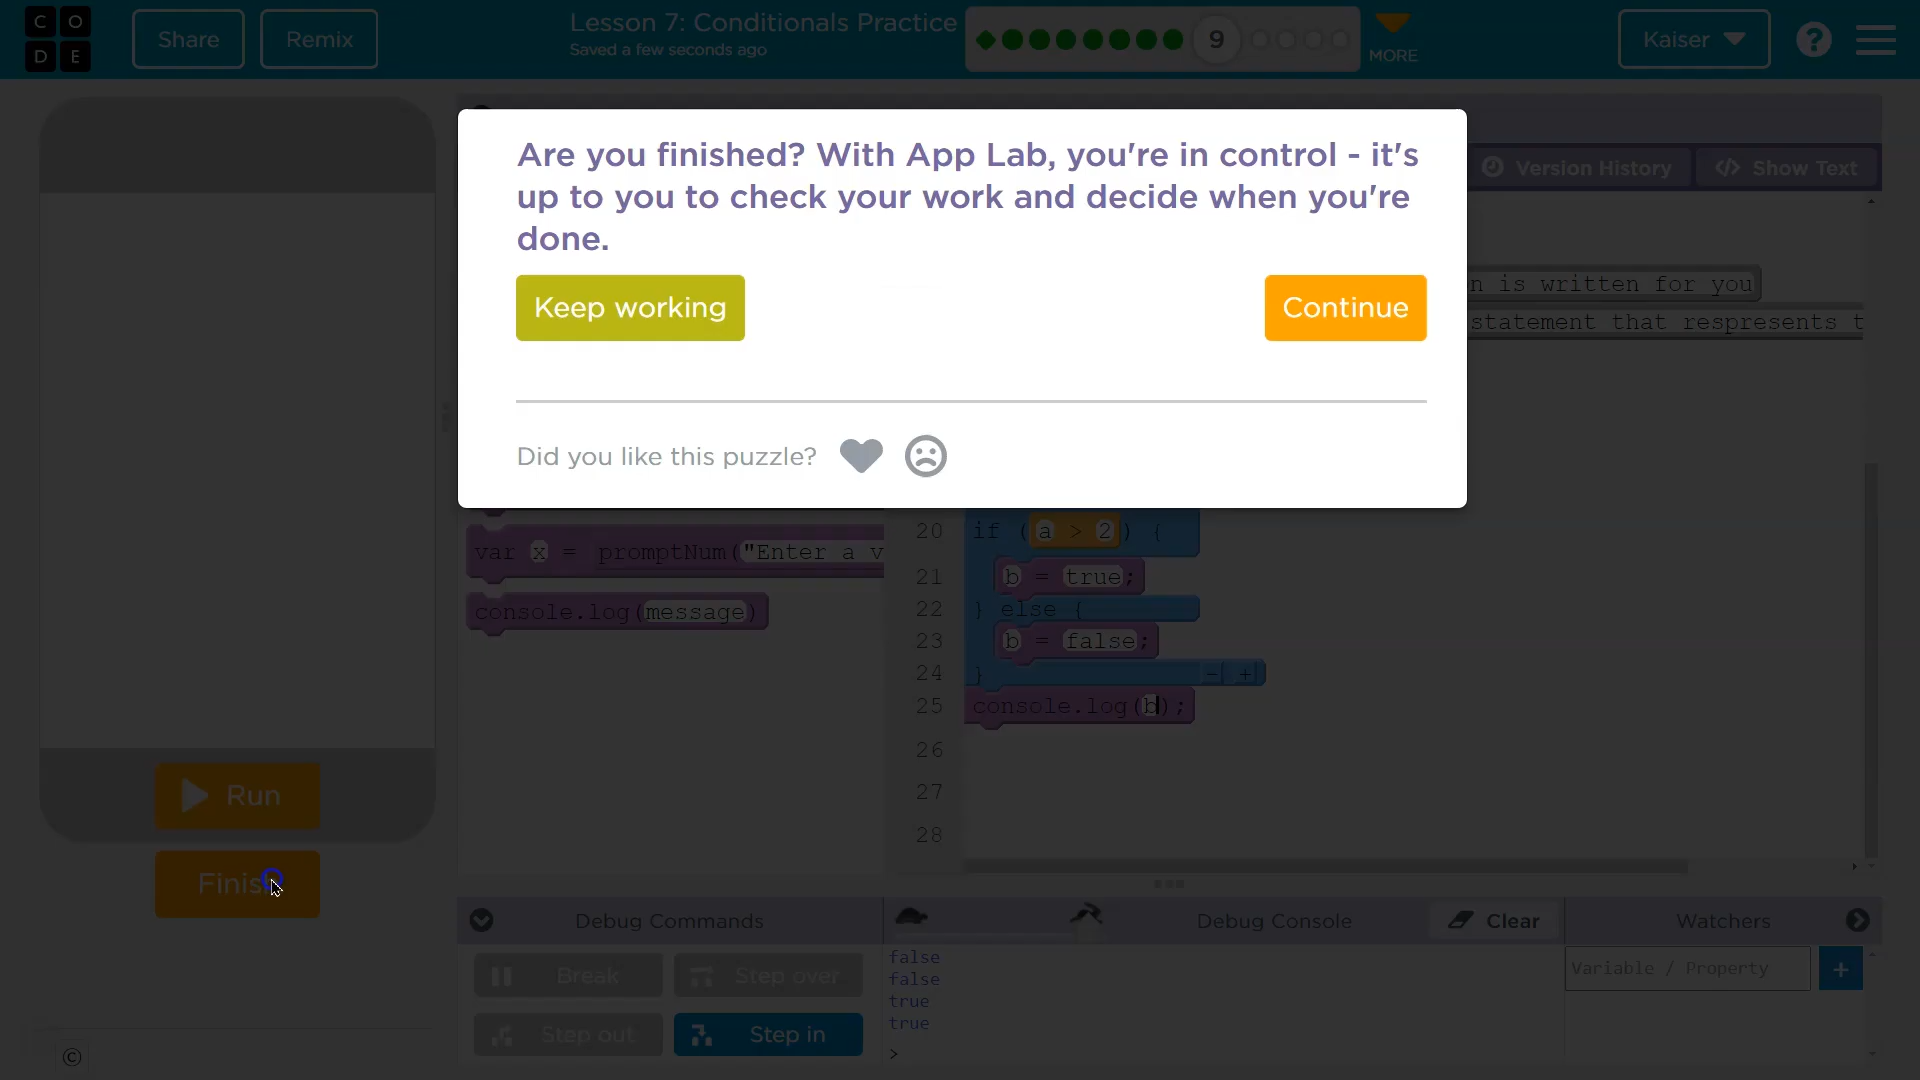 C O
D E
Share
Remix
Lesson 7: Conditionals Practice
Saved a few seconds ago
9
MORE
Kaiser
?
Are you finished? With App Lab, you're in control - it's
up to you to check your work and decide when you're
done.
Keep working
Continue
Did you like this puzzle?
Version History
</> Show Text
n is written for you
statement that respresents t
var x = promptNum("Enter a v
console.log(message)
20 if (a > 2) {
21 b = true;
22 } else {
23 b = false;
24 } - +
25 console.log(b);
26
27
28
Run
Debug Commands
Debug Console
Clear
Watchers
Break
Step over
Step out
Step in
false
false
true
true
>
Variable / Property
+
©